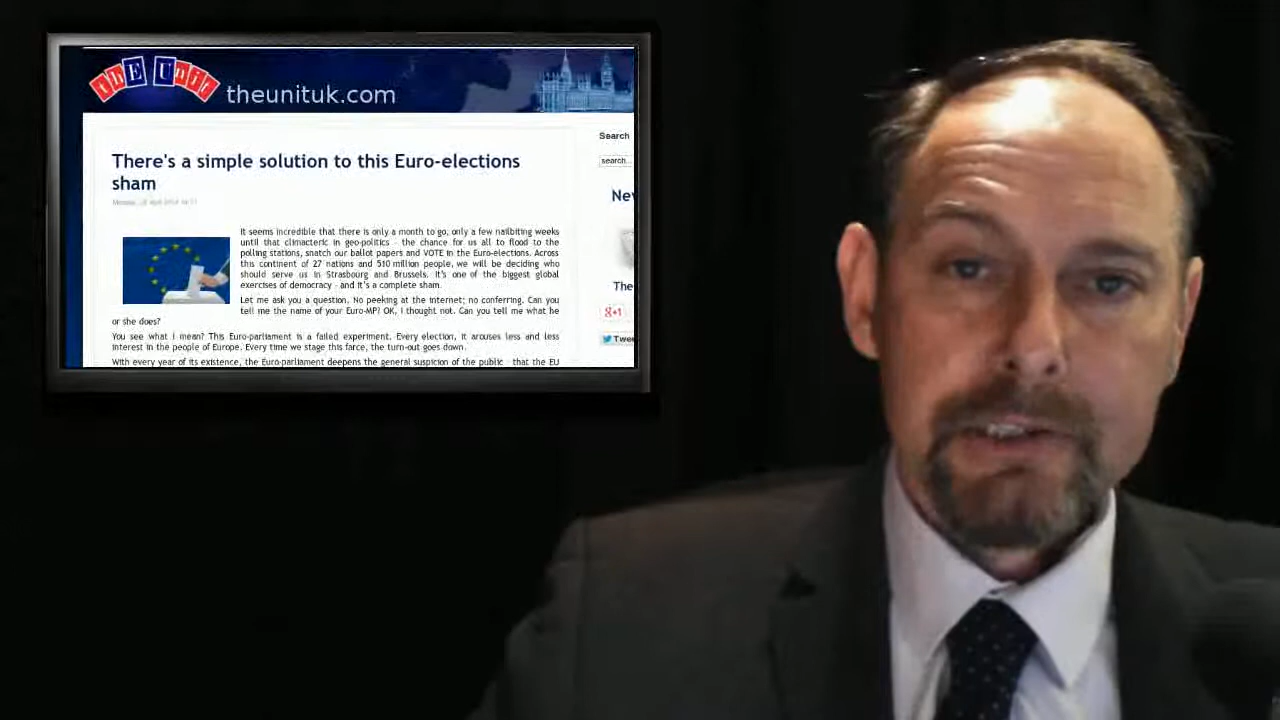 thE Unit
theunituk.com
There's a simple solution to this Euro-elections
sham
Search
search...
It seems incredible that there is only a month to go, only a few nailbiting weeks
until that climacteric in geo-politics - the chance for us all to flood to the
polling stations, snatch our ballot papers and VOTE in the Euro-elections. Across
this continent of 27 nations and 510 million people, we will be deciding who
should serve us in Strasbourg and Brussels. It's one of the biggest global
exercises of democracy - and it's a complete sham.
Let me ask you a question. No peeking at the internet; no conferring. Can you
tell me the name of your Euro-MP? OK, I thought not. Can you tell me what he
or she does?
You see what I mean? This Euro-parliament is a failed experiment. Every election, it arouses less and less
interest in the people of Europe. Every time we stage this farce, the turn-out goes down.
With every year of its existence, the Euro-parliament deepens the general suspicion of the public - that the EU
New
The
g+1
Twee